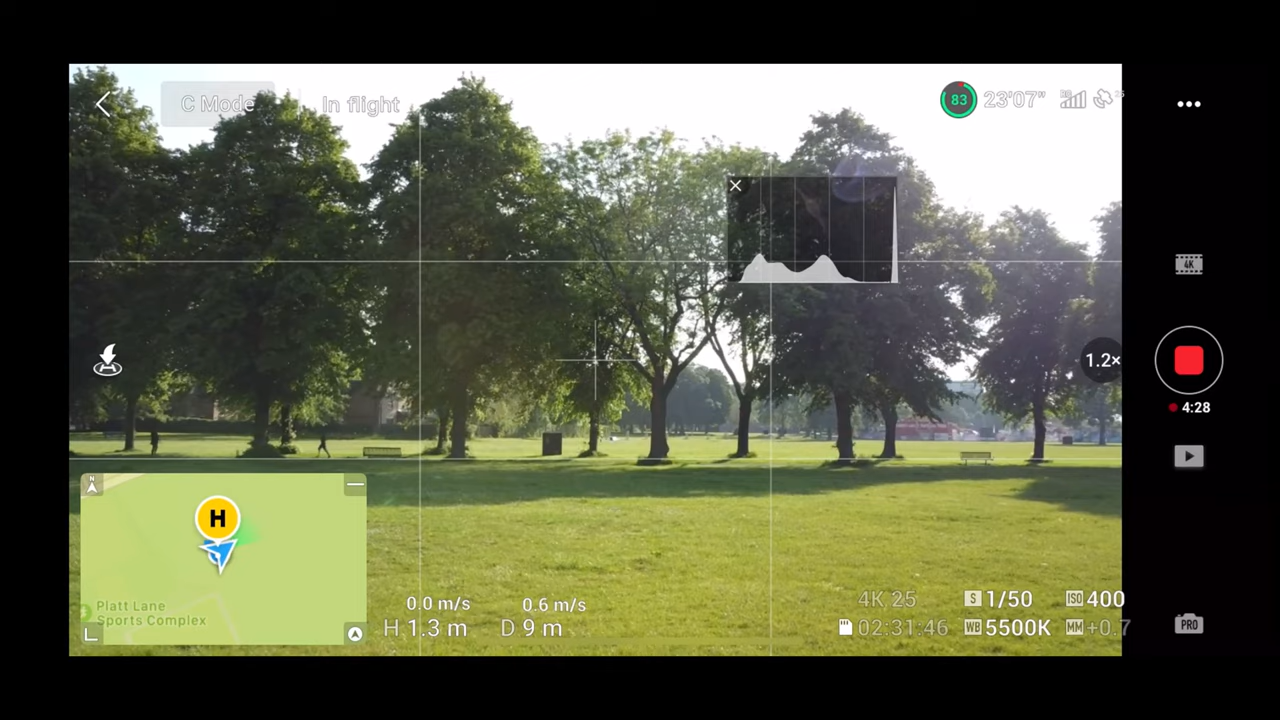 C Mode
In flight
83
23'07"
4K
1.2×
4:28
N
H
Platt Lane
Sports Complex
0.0 m/s
0.6 m/s
H 1.3 m
D 9 m
4K 25
S 1/50
ISO 400
02:31:46
WB 5500K
MM +0.7
PRO